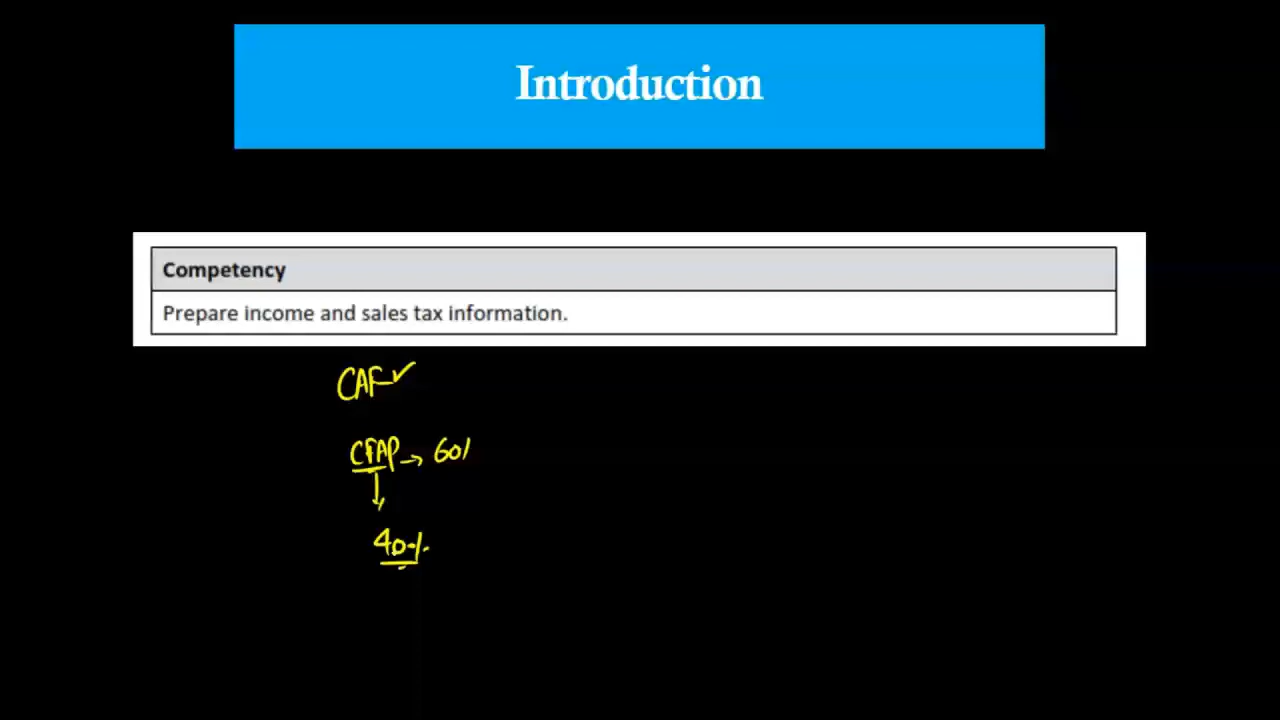 Introduction
Competency
Prepare income and sales tax information.
CAF✓
CFAP → 60%
↓
40%